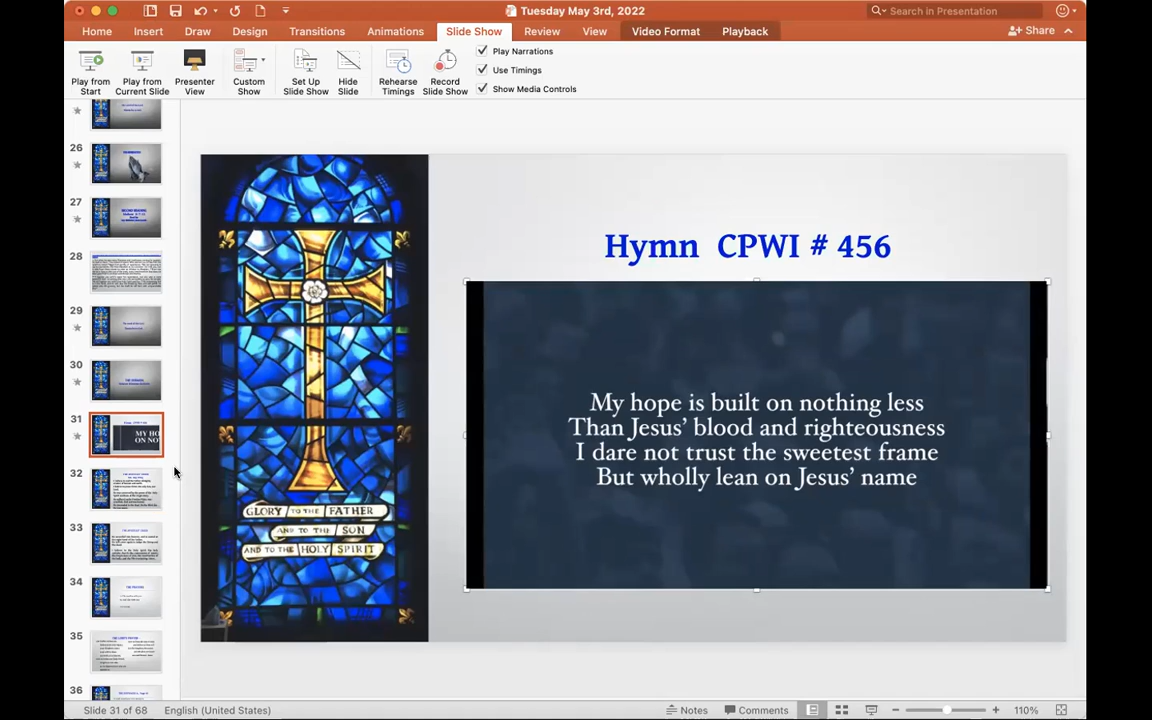 Tuesday May 3rd, 2022
Search in Presentation
Home Insert Draw Design Transitions Animations Slide Show Review View Video Format Playback Share
Play from Start
Play from Current Slide
Presenter View
Custom Show
Set Up Slide Show
Hide Slide
Rehearse Timings
Record Slide Show
Play Narrations
Use Timings
Show Media Controls
26
27
28
29
30
31
32
33
34
35
36
Hymn CPWI # 456
My hope is built on nothing less
Than Jesus’ blood and righteousness
I dare not trust the sweetest frame
But wholly lean on Jesus’ name
GLORY TO THE FATHER
AND TO THE SON
AND TO THE HOLY SPIRIT
MY HO
ON NO
Slide 31 of 68 English (United States) Notes Comments 110%